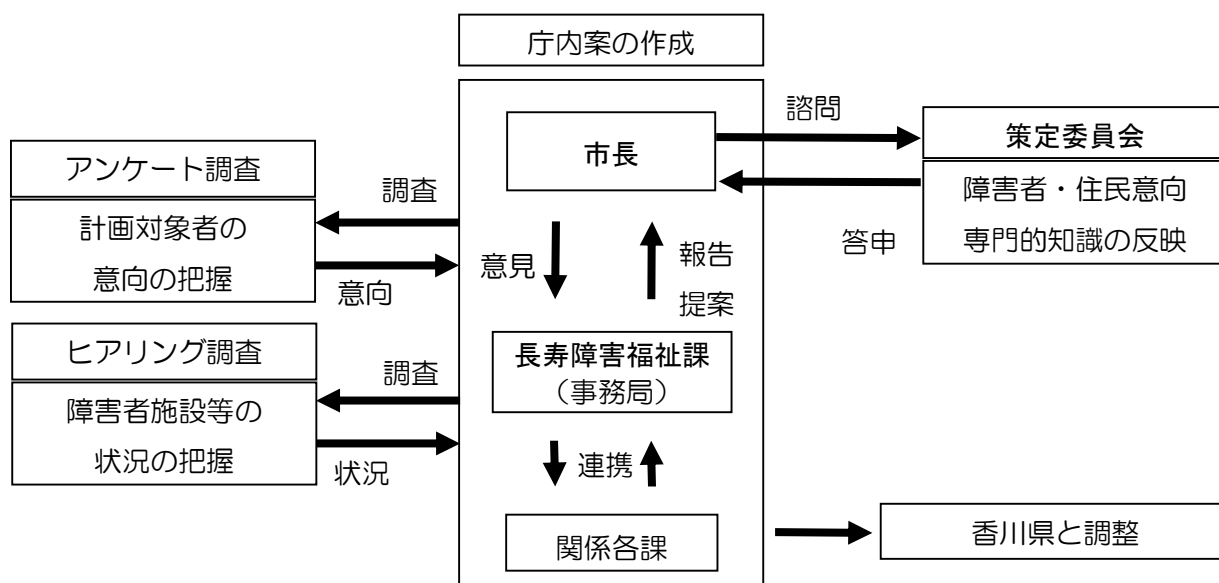 庁内案の作成
市長
諮問
答申
策定委員会
障害者・住民意向
専門的知識の反映
アンケート調査
計画対象者の
意向の把握
調査
意向
意見
報告
提案
ヒアリング調査
障害者施設等の
状況の把握
調査
状況
長寿障害福祉課
（事務局）
連携
関係各課
香川県と調整